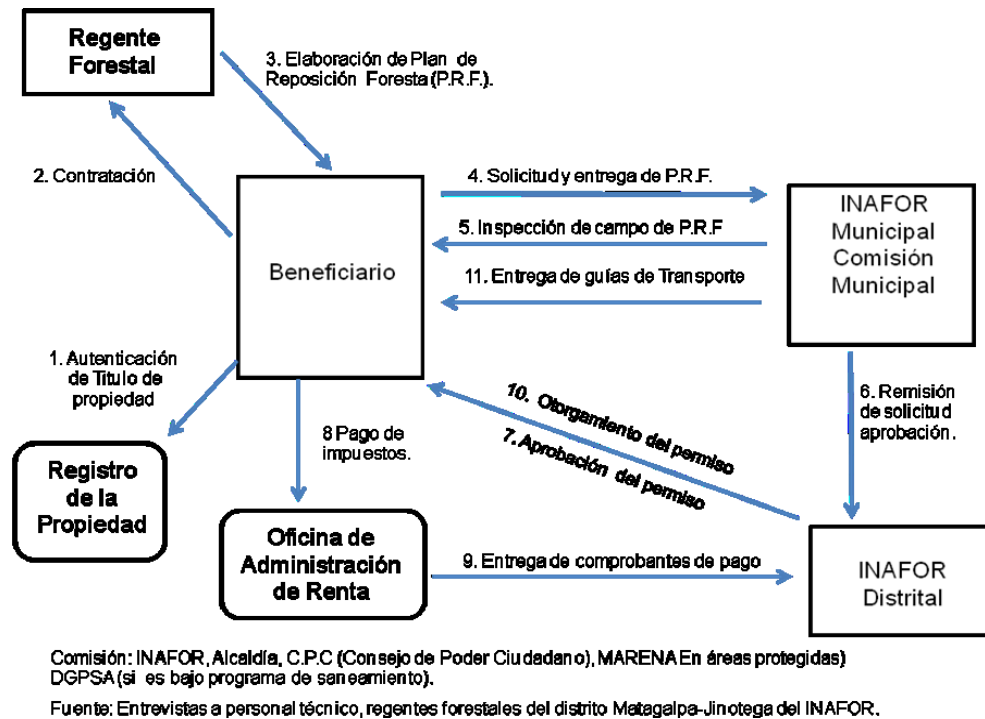 Regente
Forestal
3. Elaboración de Plan de
Reposición Foresta (P.R.F.).
2. Contratación
4. Solicitud y entrega de P.R.F.
5. Inspección de campo de P.R.F
11. Entrega de guías de Transporte
Beneficiario
INAFOR
Municipal
Comisión
Municipal
1. Autenticación
de Titulo de
propiedad
8 Pago de
impuestos.
10. Otorgamiento del permiso
7. Aprobación del permiso
6. Remisión
de solicitud
aprobación.
Registro
de la
Propiedad
Oficina de
Administración
de Renta
9. Entrega de comprobantes de pago
INAFOR
Distrital
Comisión: INAFOR, Alcaldía, C.P.C (Consejo de Poder Ciudadano), MARENA En áreas protegidas)
DGPSA (si es bajo programa de saneamiento).
Fuente: Entrevistas a personal técnico, regentes forestales del distrito Matagalpa-Jinotega del INAFOR.